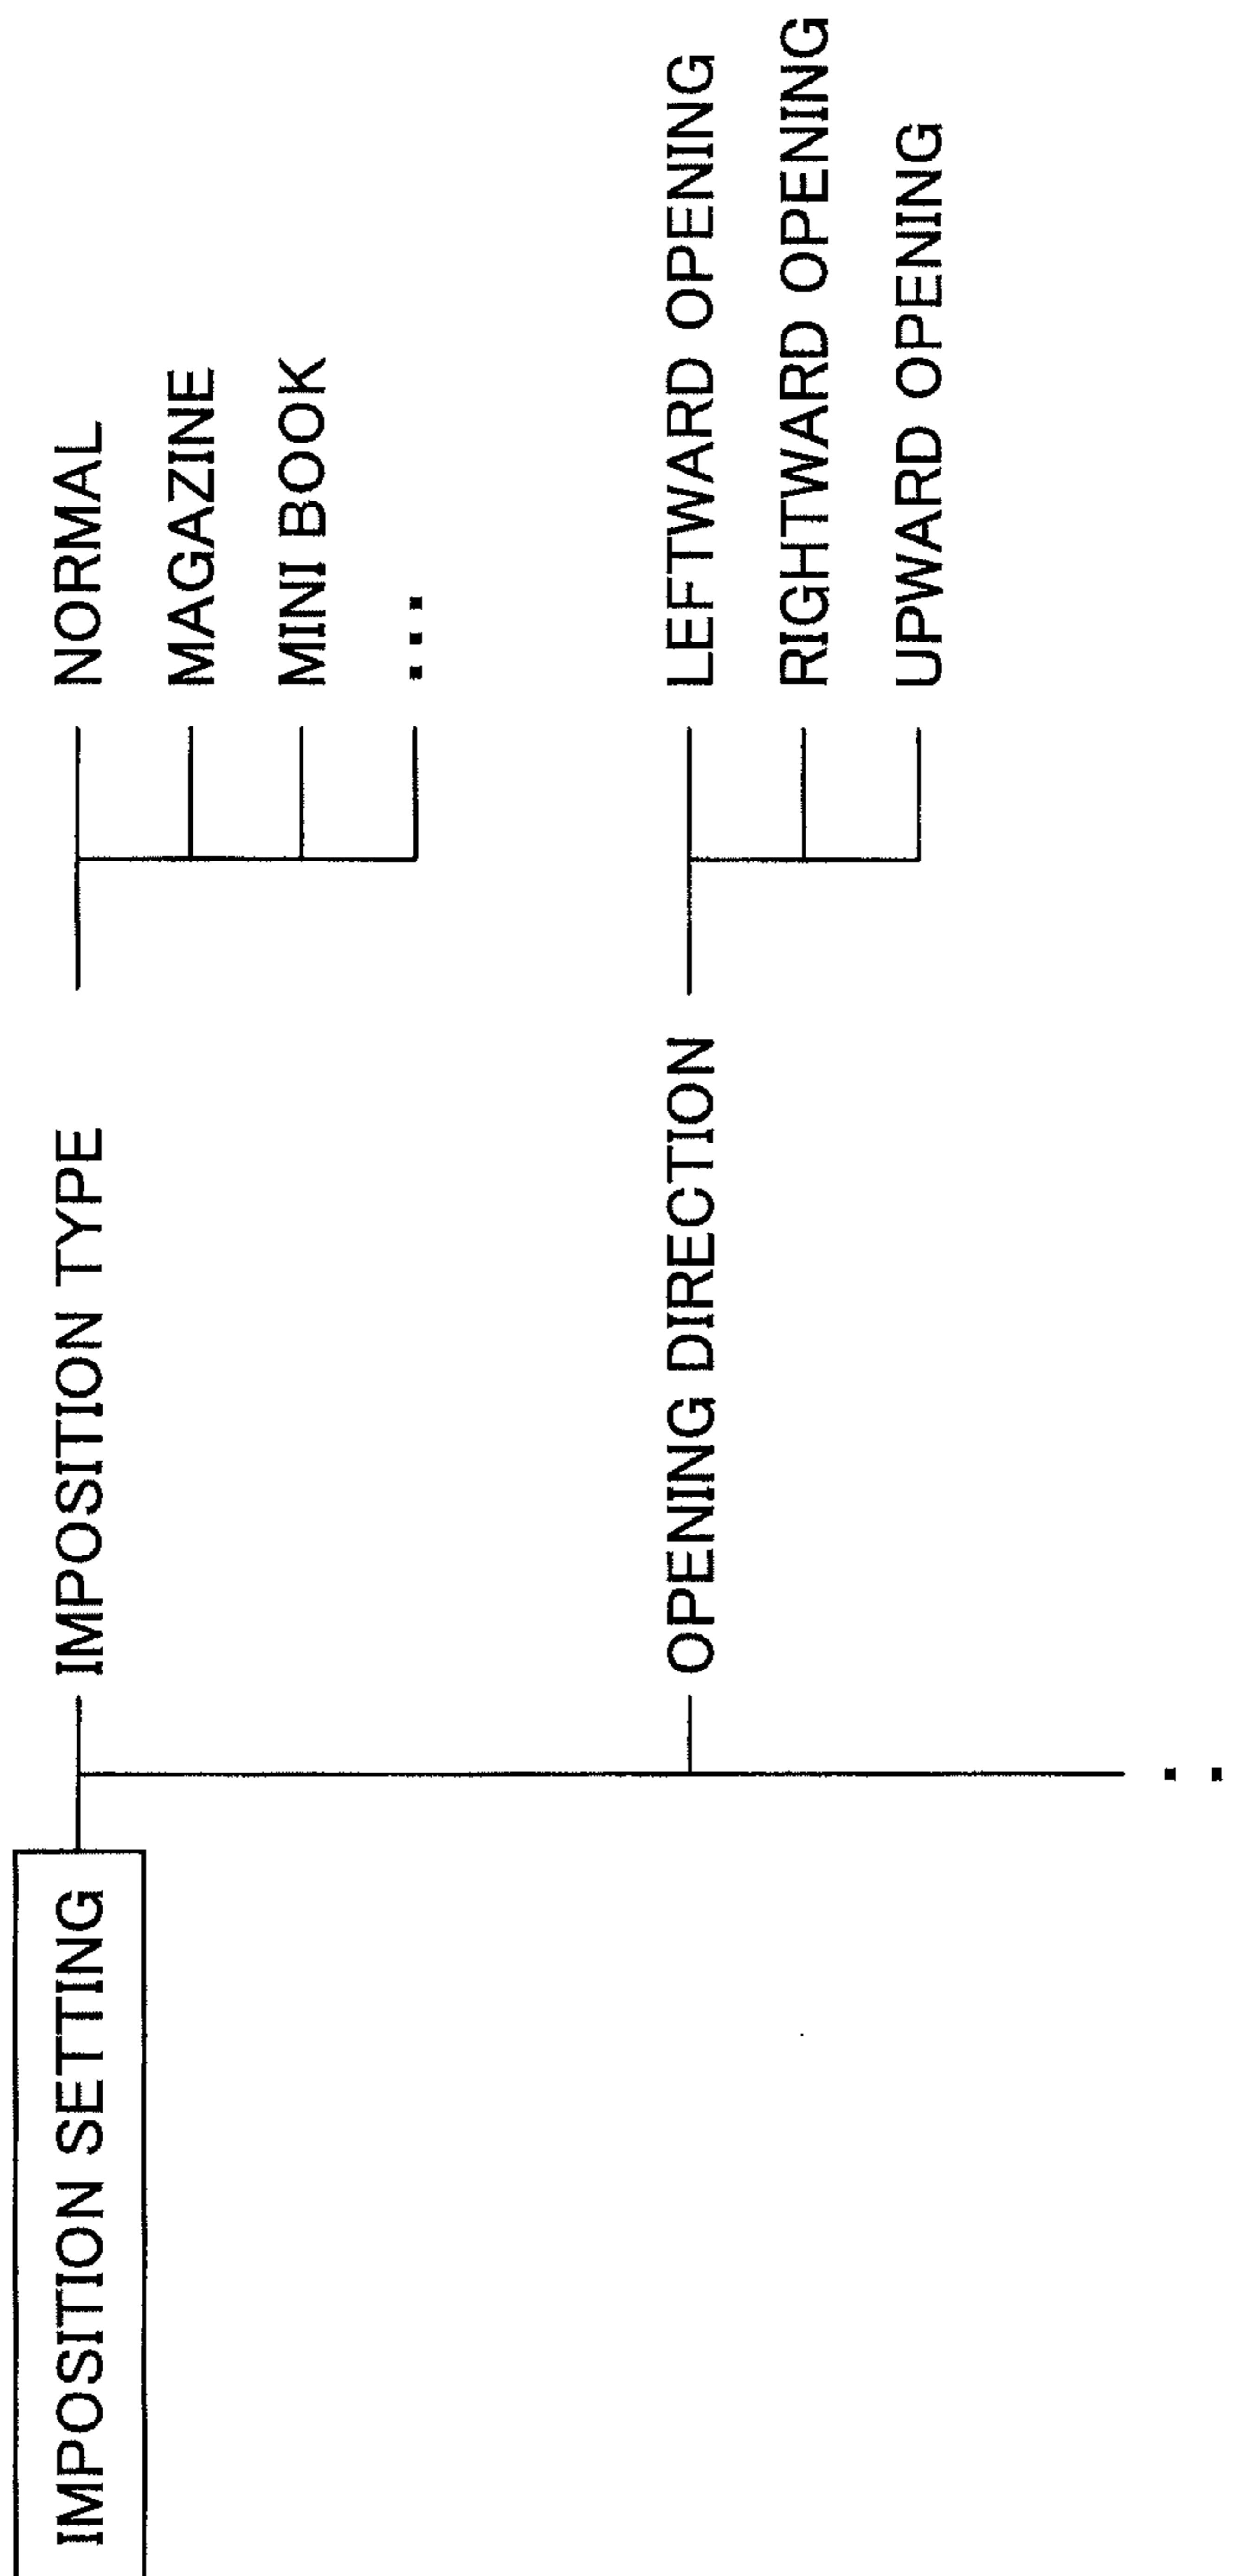 IMPOSITION SETTING
IMPOSITION TYPE
NORMAL
MAGAZINE
MINI BOOK
...
OPENING DIRECTION
LEFTWARD OPENING
RIGHTWARD OPENING
UPWARD OPENING